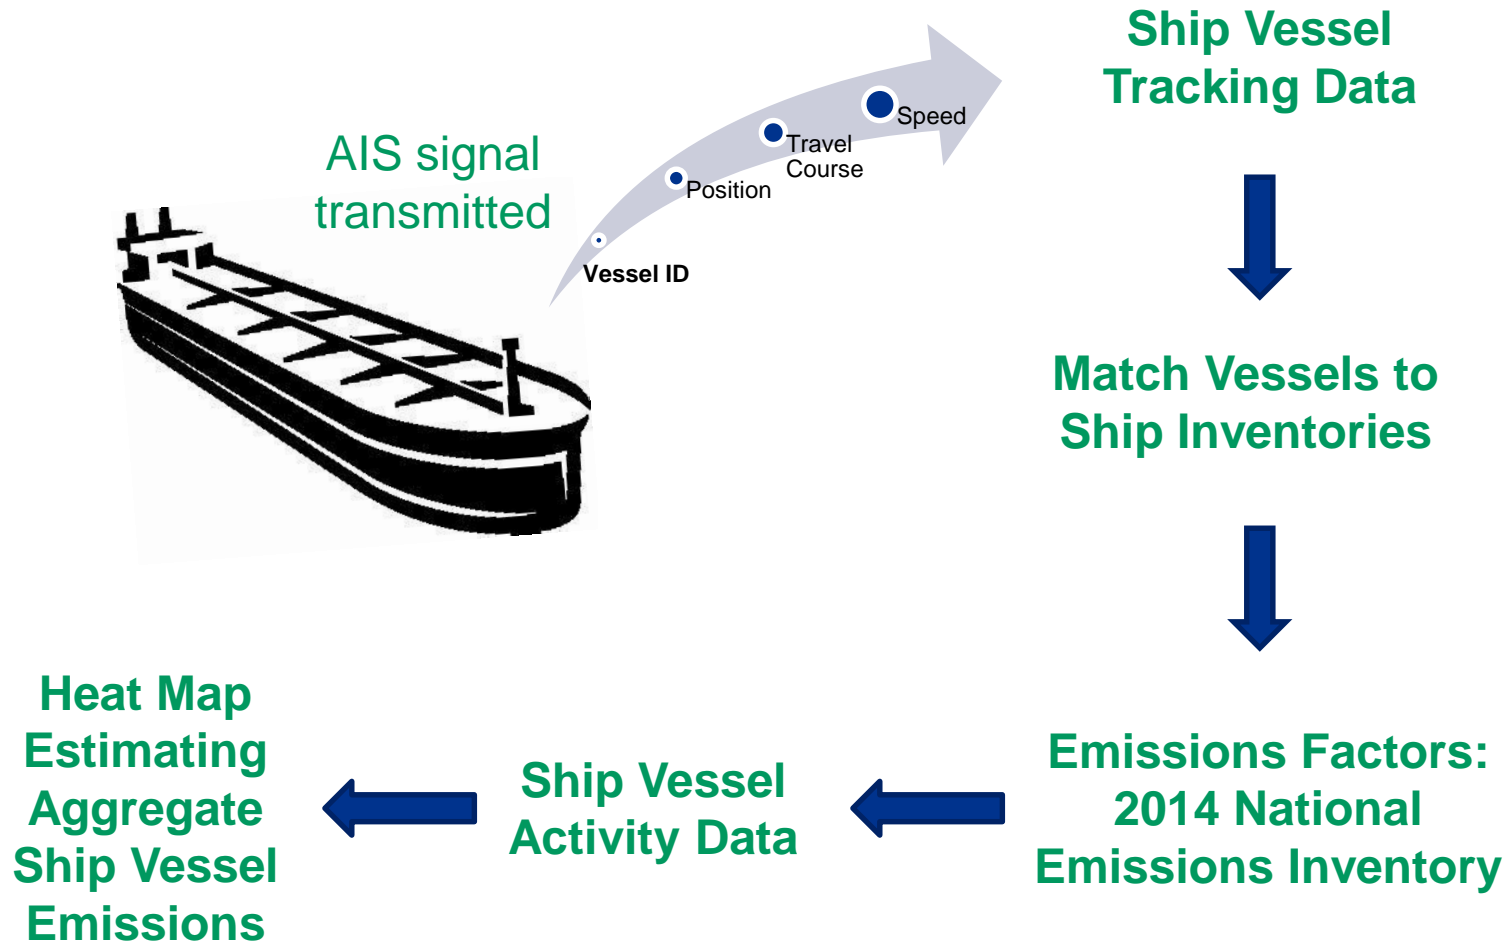 AIS signal
transmitted
Vessel ID
Position
Travel
Course
Speed
Ship Vessel
Tracking Data
Match Vessels to
Ship Inventories
Emissions Factors:
2014 National
Emissions Inventory
Ship Vessel
Activity Data
Heat Map
Estimating
Aggregate
Ship Vessel
Emissions